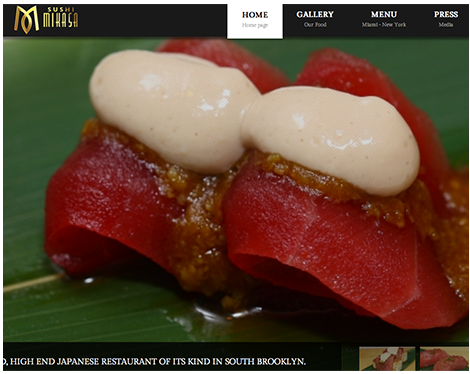 SUSHI
MIKASA
HOME
Home page
GALLERY
Our Food
MENU
Miami - New York
PRESS
Media
HIGH END JAPANESE RESTAURANT OF ITS KIND IN SOUTH BROOKLYN.